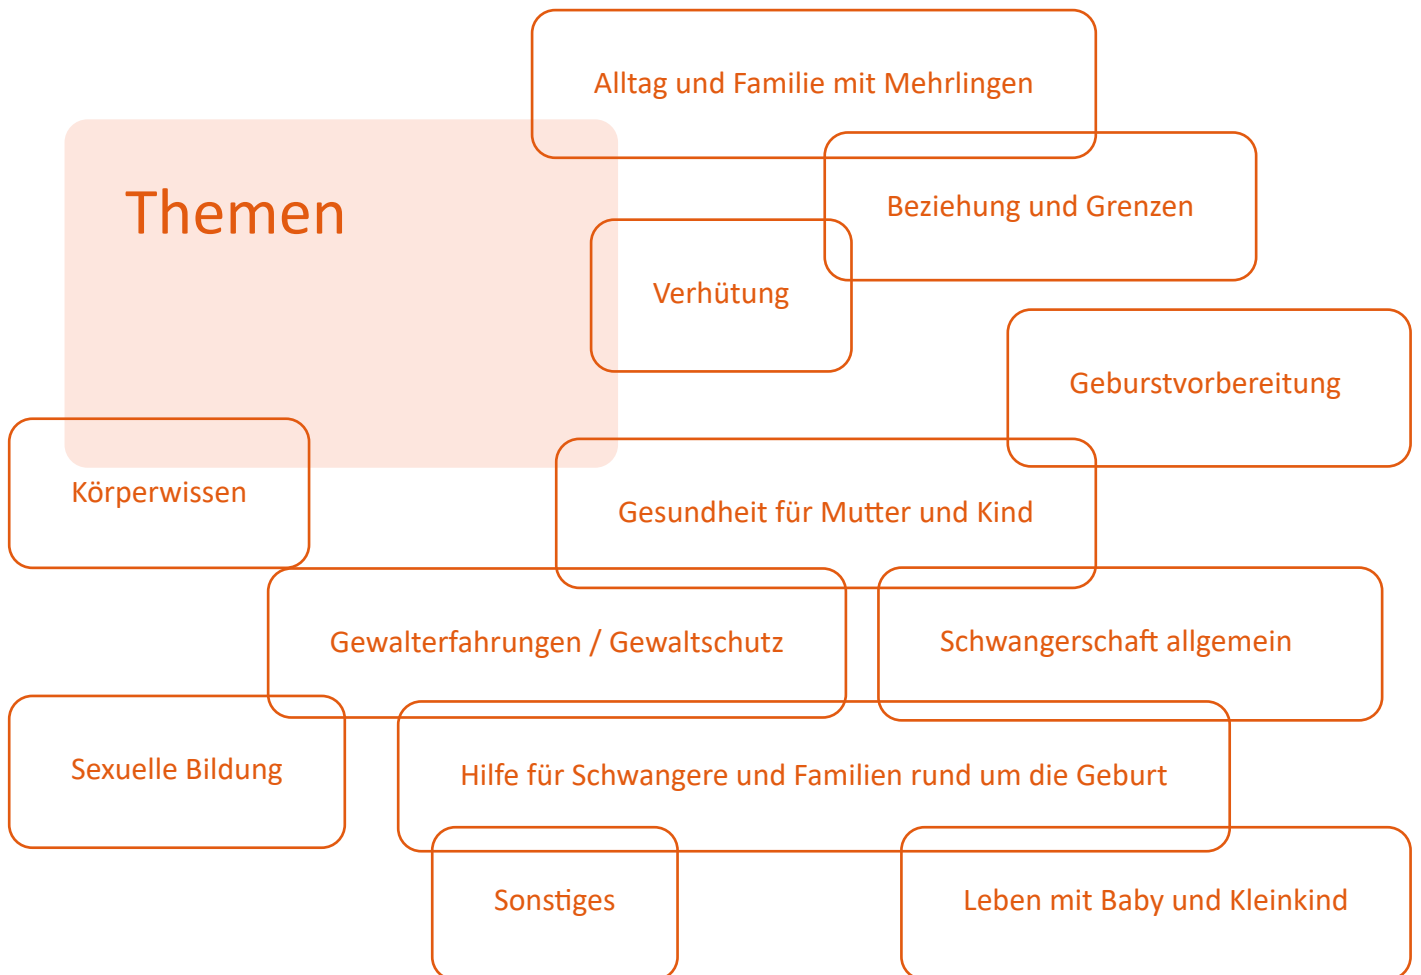 Alltag und Familie mit Mehrlingen
Themen
Beziehung und Grenzen
Verhütung
Geburstvorbereitung
Körperwissen
Gesundheit für Mutter und Kind
Gewalterfahrungen / Gewaltschutz
Schwangerschaft allgemein
Sexuelle Bildung
Hilfe für Schwangere und Familien rund um die Geburt
Sonstiges
Leben mit Baby und Kleinkind